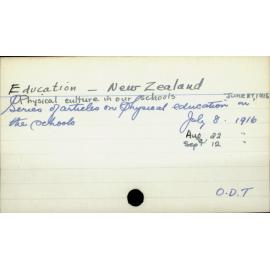 Education - New Zealand
Physical culture in our schools JUNE 27, 1916
Series of articles on Physical education in
the schools July 8. 1916
Aug 22 "
Sept 12 "
O.D.T